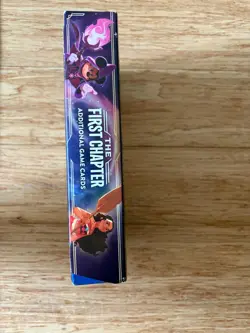 THE
FIRST CHAPTER
ADDITIONAL GAME CARDS